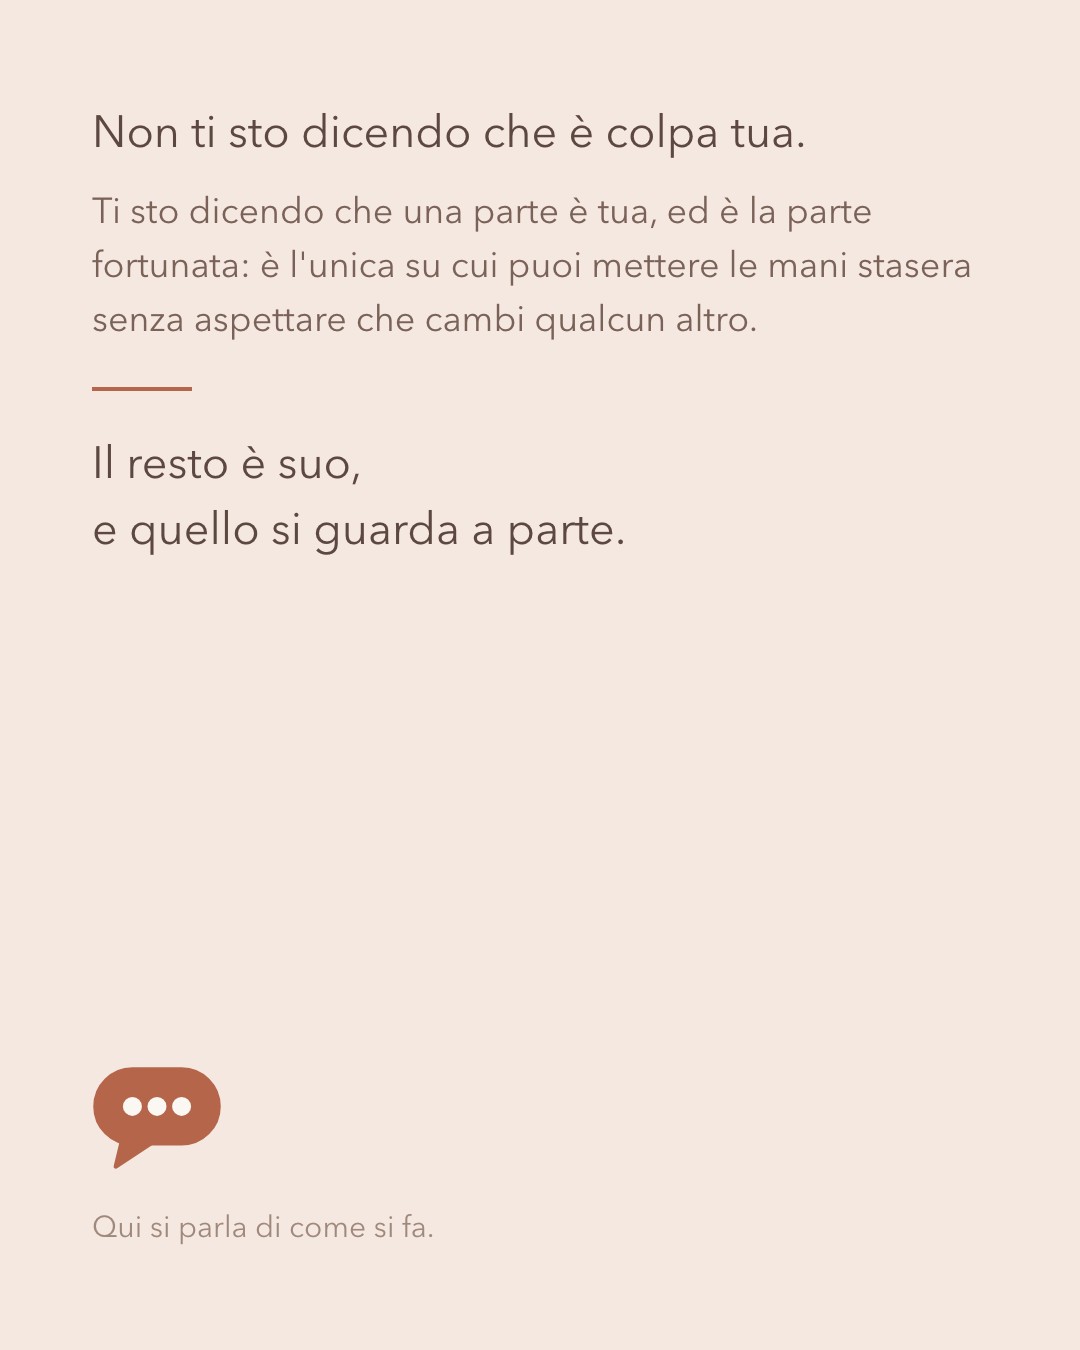 Non ti sto dicendo che è colpa tua.
Ti sto dicendo che una parte è tua, ed è la parte
fortunata: è l'unica su cui puoi mettere le mani stasera
senza aspettare che cambi qualcun altro.
Il resto è suo,
e quello si guarda a parte.
Qui si parla di come si fa.